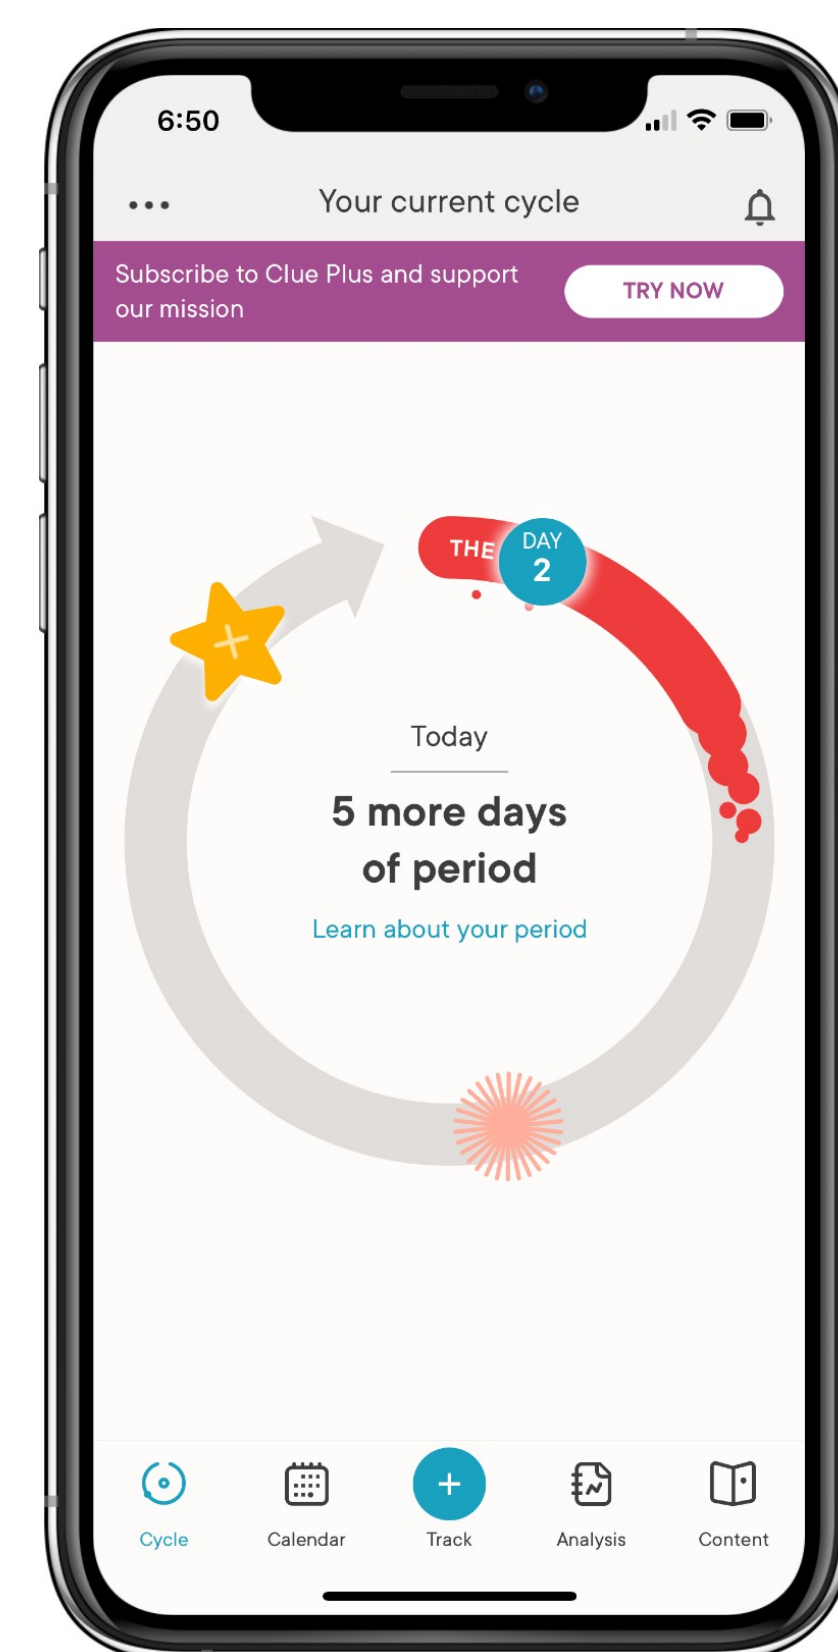 6:50
Your current cycle
Subscribe to Clue Plus and support
our mission
TRY NOW
THE
DAY
2
Today
5 more days
of period
Learn about your period
Cycle
Calendar
Track
Analysis
Content